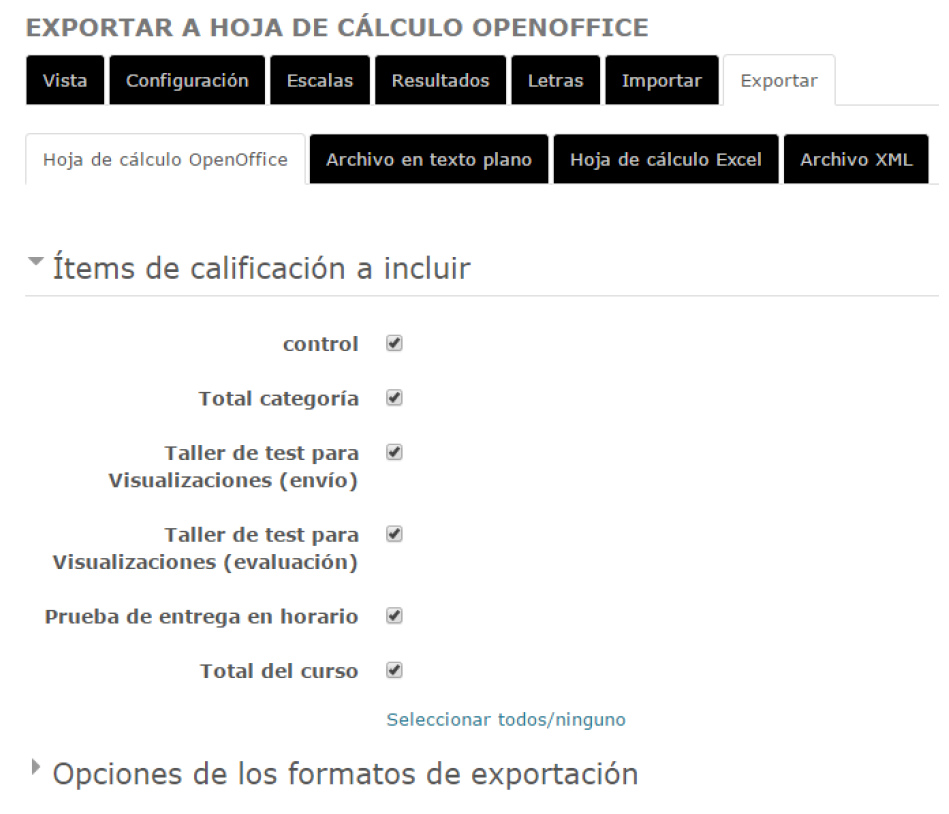 EXPORTAR A HOJA DE CÁLCULO OPENOFFICE
Vista Configuración Escalas Resultados Letras Importar Exportar
Hoja de cálculo OpenOffice Archivo en texto plano Hoja de cálculo Excel Archivo XML
Ítems de calificación a incluir
control
Total categoría
Taller de test para
Visualizaciones (envío)
Taller de test para
Visualizaciones (evaluación)
Prueba de entrega en horario
Total del curso
Seleccionar todos/ninguno
Opciones de los formatos de exportación